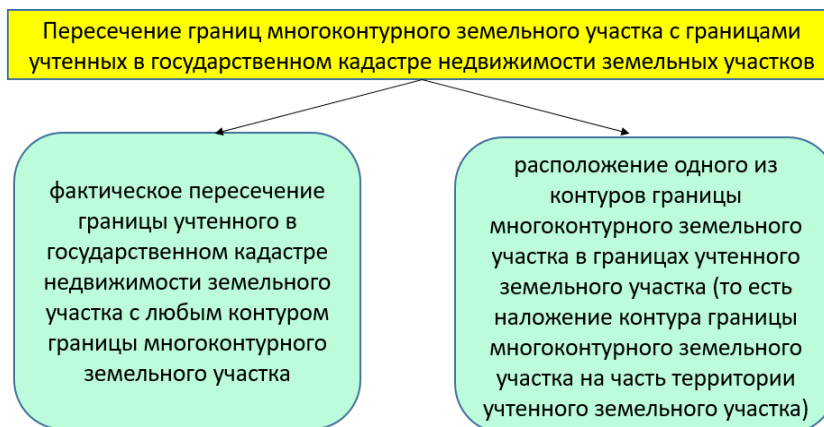 Пересечение границ многоконтурного земельного участка с границами
учтенных в государственном кадастре недвижимости земельных участков
фактическое пересечение
границы учтенного в
государственном кадастре
недвижимости земельного
участка с любым контуром
границы многоконтурного
земельного участка
расположение одного из
контуров границы
многоконтурного земельного
участка в границах учтенного
земельного участка (то есть
наложение контура границы
многоконтурного земельного
участка на часть территории
учтенного земельного участка)